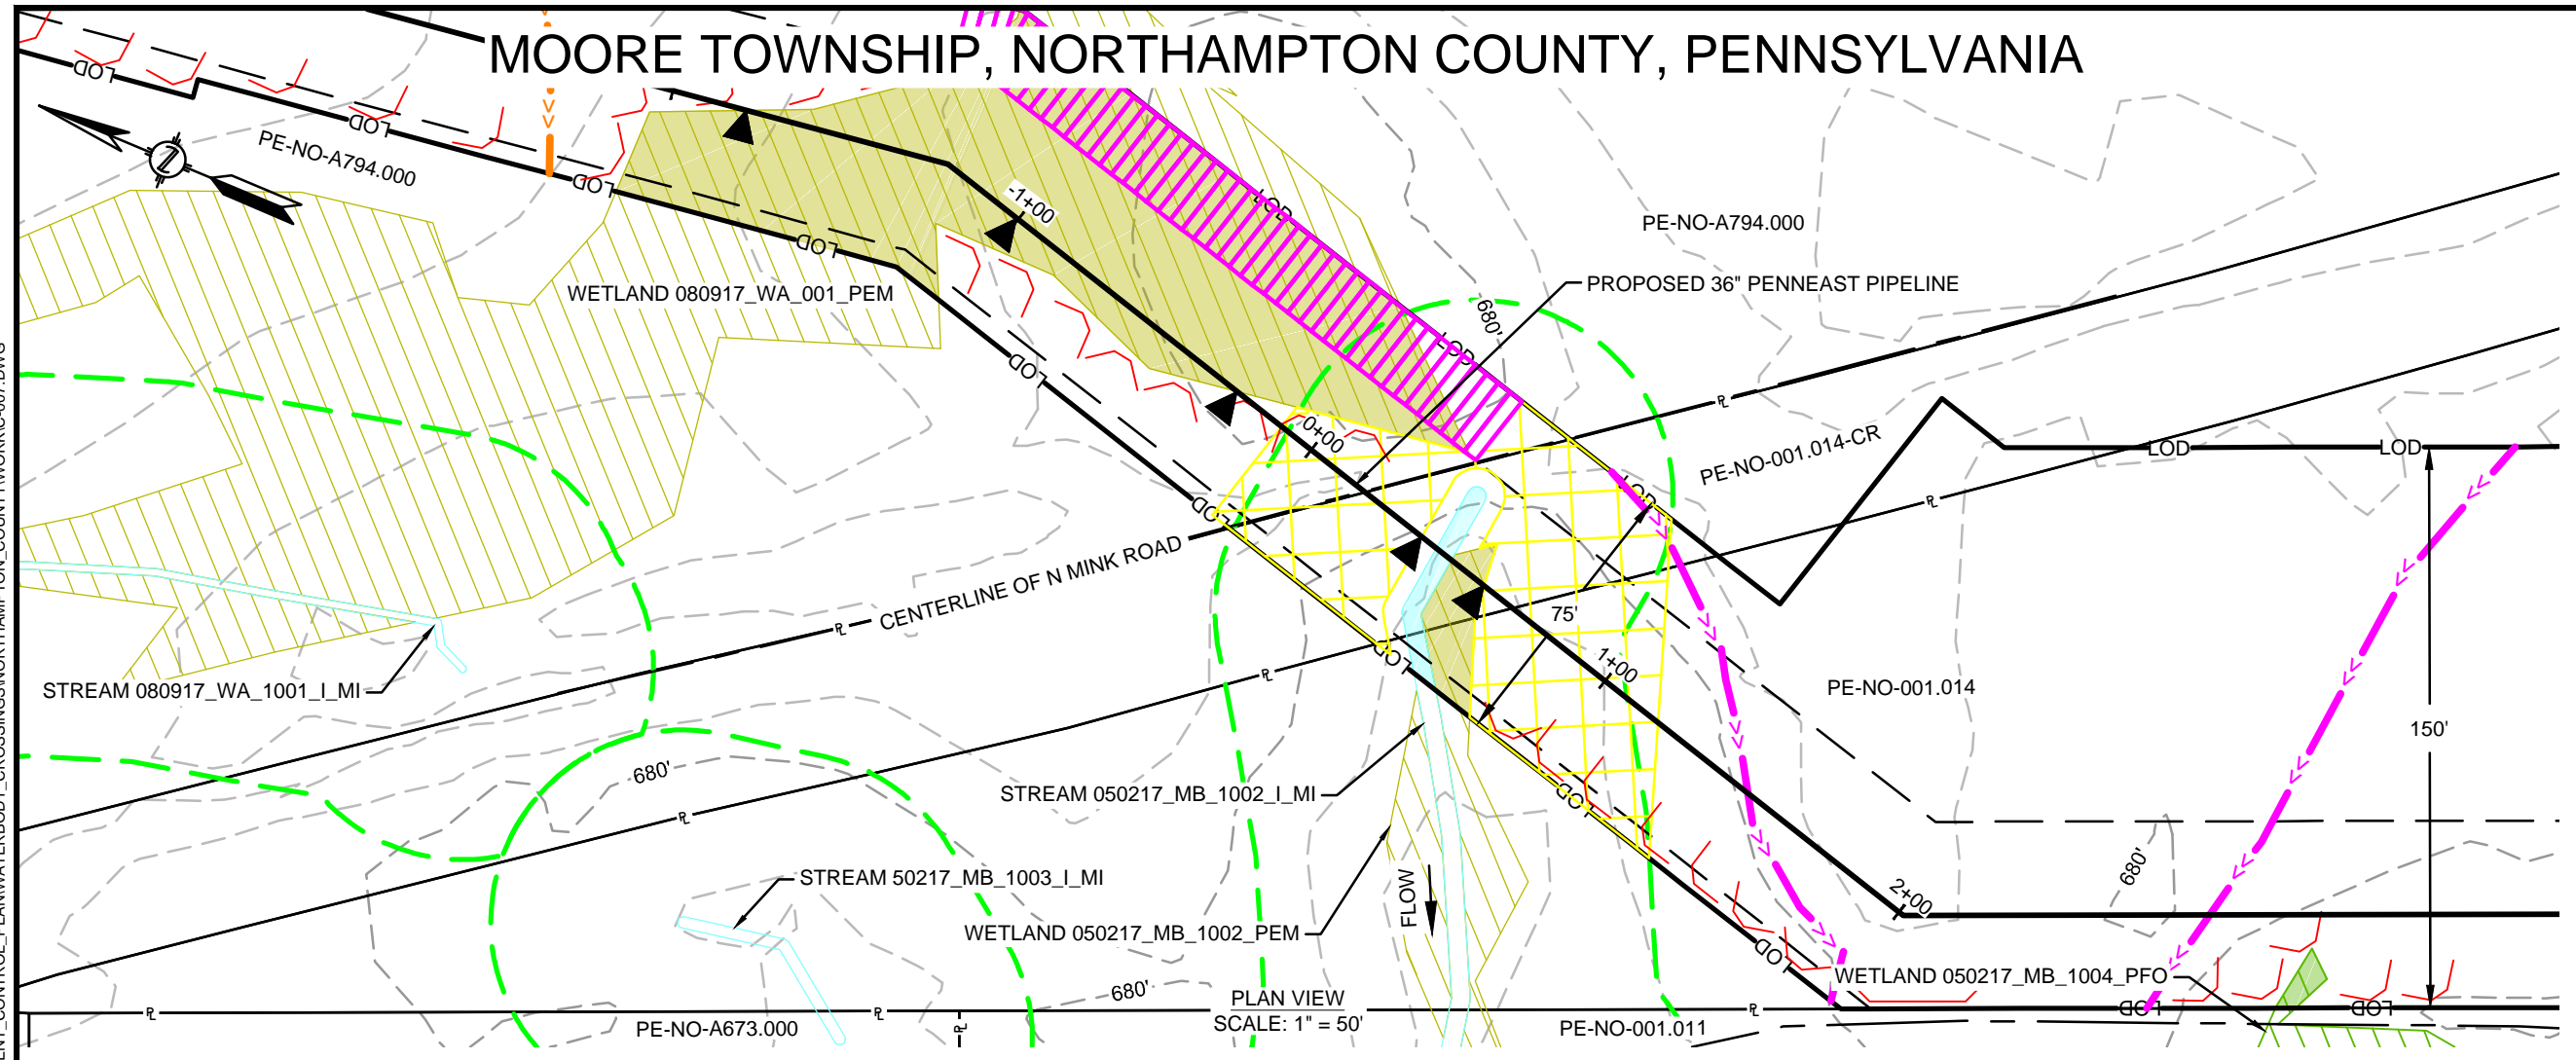 MOORE TOWNSHIP, NORTHAMPTON COUNTY, PENNSYLVANIA
LOD
LOD
PE-NO-A794.000
LOD
LOD
-1+00
LOD
PE-NO-A794.000
WETLAND 080917_WA_001_PEM
PROPOSED 36" PENNEAST PIPELINE
680'
LOD
LOD
0+00
PE-NO-001.014-CR
LOD
LOD
LOD
LOD
CENTERLINE OF N MINK ROAD
75'
LOD
1+00
STREAM 080917_WA_1001_I_MI
PE-NO-001.014
150'
680'
STREAM 050217_MB_1002_I_MI
LOD
STREAM 50217_MB_1003_I_MI
680'
FLOW
2+00
WETLAND 050217_MB_1002_PEM
LOD
WETLAND 050217_MB_1004_PFO
680'
PLAN VIEW
SCALE: 1" = 50'
LOD
LOD
PE-NO-A673.000
PE-NO-001.011